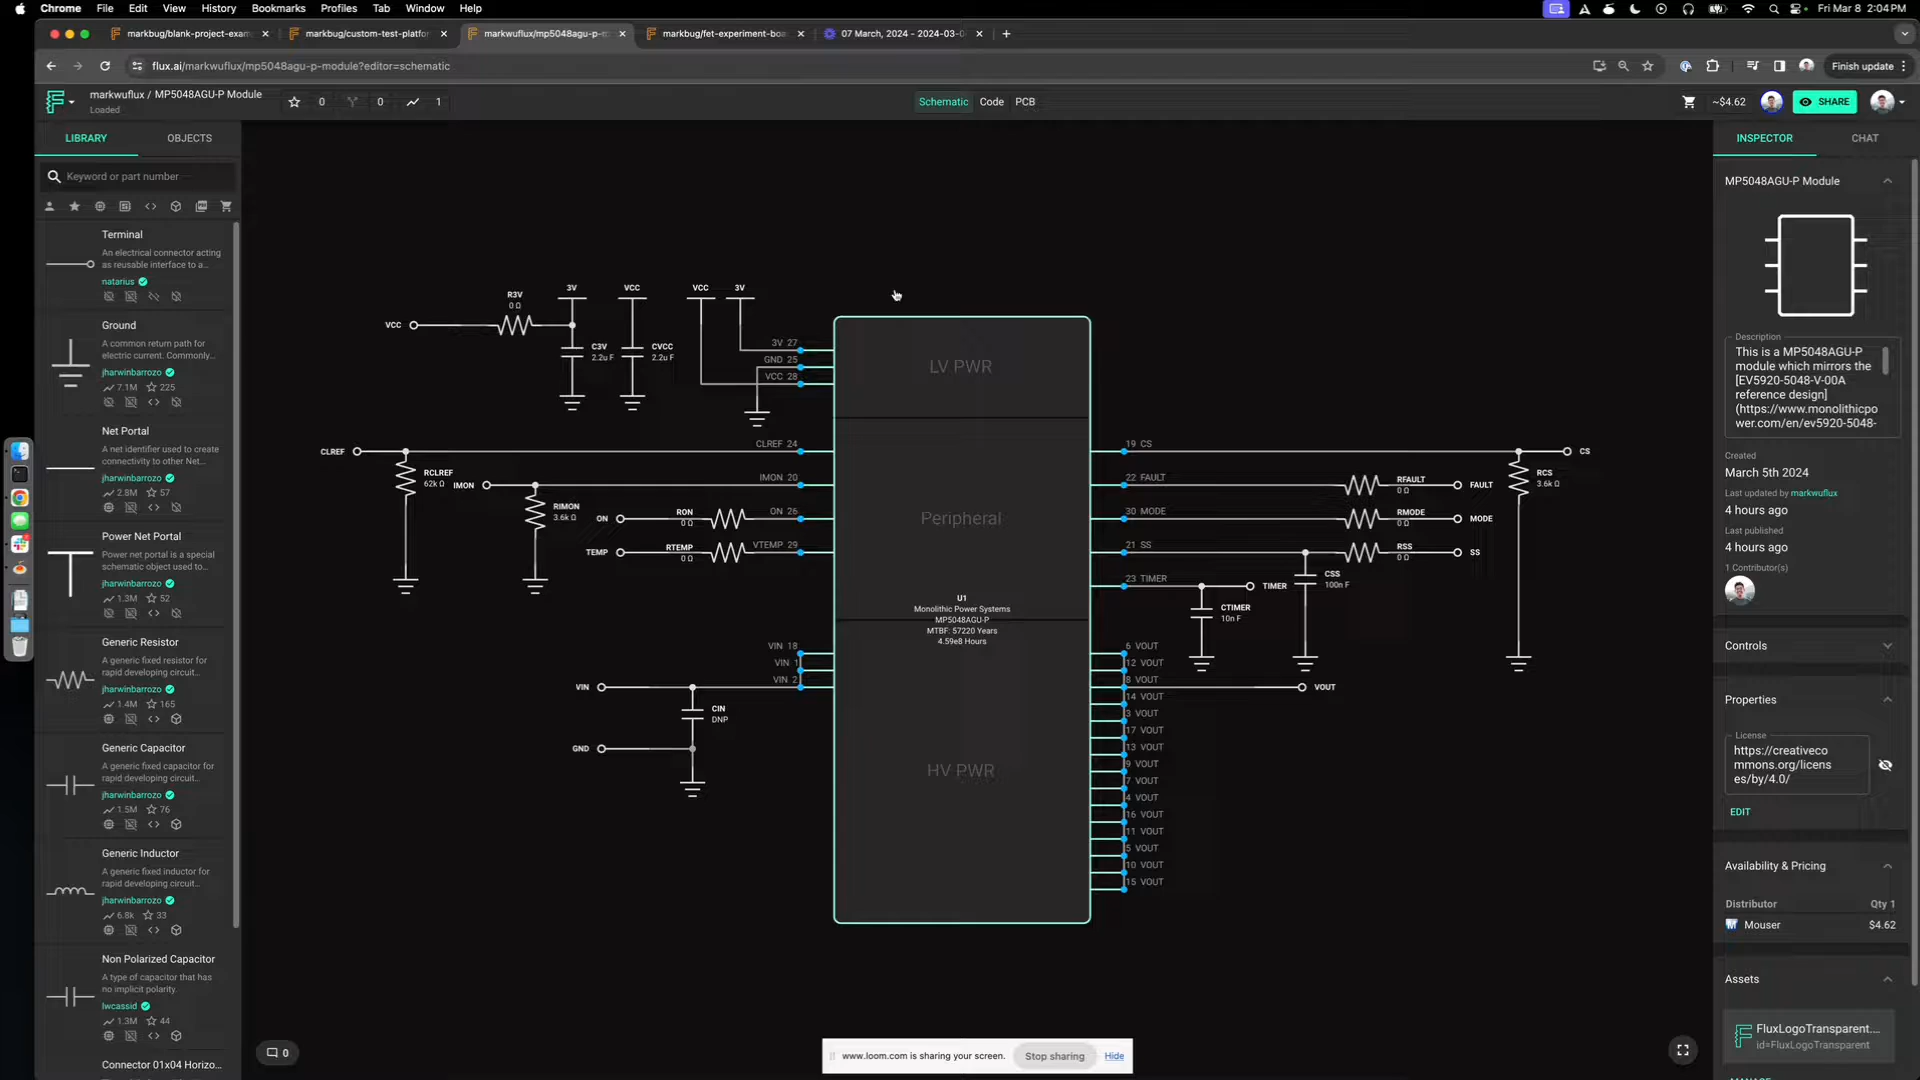 Chrome File Edit View History Bookmarks Profiles Tab Window Help
Fri Mar 8 2:04PM
markbug/blank-project-exam
markbug/custom-test-platfor
markwuflux/mp5048agu-p-m
markbug/fet-experiment-boa
07 March, 2024 - 2024-03-0
flux.ai/markwuflux/mp5048agu-p-module?editor=schematic
Finish update
markwuflux / MP5048AGU-P Module
Loaded
0
0
1
Schematic Code PCB
~$4.62
SHARE
LIBRARY
OBJECTS
Keyword or part number
Terminal
An electrical connector acting
as reusable interface to a...
natarius
Ground
A common return path for
electric current. Commonly...
jharwinbarrozo
7.1M 225
Net Portal
A net identifier used to create
connectivity to other Net...
jharwinbarrozo
2.8M 57
Power Net Portal
Power net portal is a special
schematic object used to...
jharwinbarrozo
1.3M 52
Generic Resistor
A generic fixed resistor for
rapid developing circuit...
jharwinbarrozo
1.4M 165
Generic Capacitor
A generic fixed capacitor for
rapid developing circuit...
jharwinbarrozo
1.5M 76
Generic Inductor
A generic fixed inductor for
rapid developing circuit...
jharwinbarrozo
6.8k 33
Non Polarized Capacitor
A type of capacitor that has
no implicit polarity.
lwcassid
1.3M 44
Connector 01x04 Horizo...
R3V
0 Ω
3V
VCC
VCC
3V
VCC
C3V
2.2u F
CVCC
2.2u F
3V 27
GND 25
VCC 28
LV PWR
CLREF
CLREF 24
RCLREF
62k Ω
IMON
IMON 20
RIMON
3.6k Ω
ON
RON
0 Ω
ON 26
TEMP
RTEMP
0 Ω
VTEMP 29
Peripheral
U1
Monolithic Power Systems
MP5048AGU-P
MTBF: 57220 Years
4.59e8 Hours
19 CS
CS
RCS
3.6k Ω
22 FAULT
RFAULT
0 Ω
FAULT
30 MODE
RMODE
0 Ω
MODE
21 SS
RSS
0 Ω
SS
CSS
100n F
23 TIMER
TIMER
CTIMER
10n F
VIN 18
VIN 1
VIN 2
VIN
CIN
DNP
GND
HV PWR
6 VOUT
12 VOUT
8 VOUT
VOUT
14 VOUT
3 VOUT
17 VOUT
13 VOUT
9 VOUT
7 VOUT
4 VOUT
16 VOUT
11 VOUT
5 VOUT
10 VOUT
15 VOUT
0
www.loom.com is sharing your screen.
Stop sharing
Hide
INSPECTOR
CHAT
MP5048AGU-P Module
Description
This is a MP5048AGU-P
module which mirrors the
[EV5920-5048-V-00A
reference design]
(https://www.monolithicpo
wer.com/en/ev5920-5048-
Created
March 5th 2024
Last updated by markwuflux
4 hours ago
Last published
4 hours ago
1 Contributor(s)
Controls
Properties
License
https://creativeco
mmons.org/licens
es/by/4.0/
EDIT
Availability & Pricing
Distributor Qty 1
Mouser $4.62
Assets
FluxLogoTransparent...
id=FluxLogoTransparent